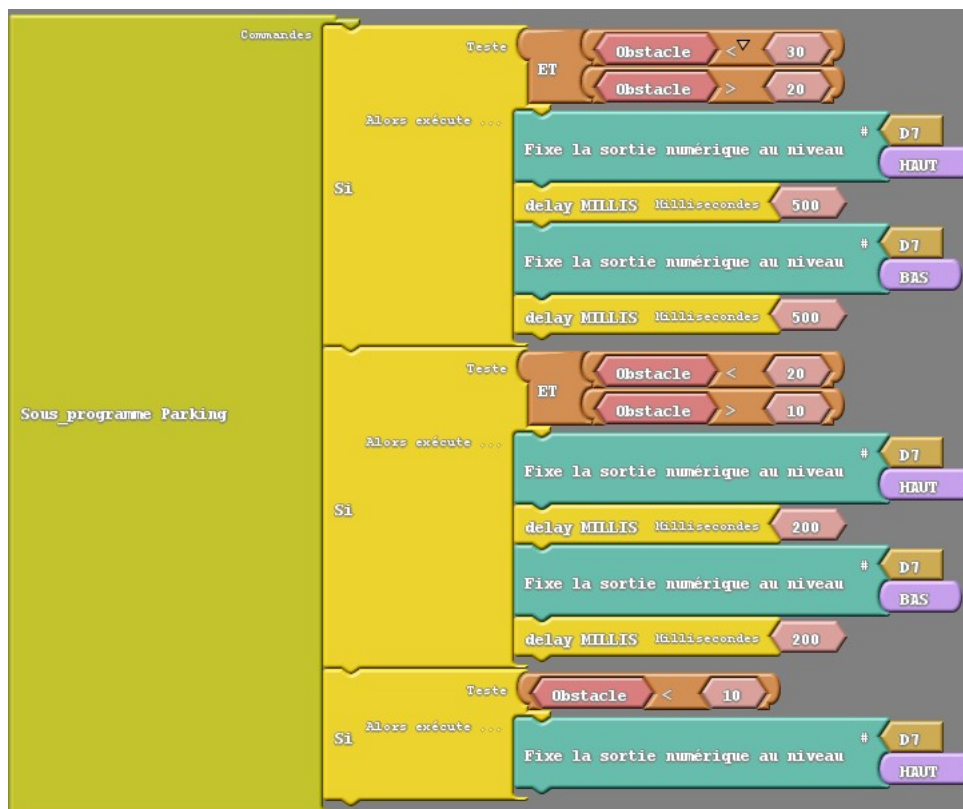 Commandes
Teste
ET
Obstacle < 30
Obstacle > 20
Alors exécute ...
Si
Fixe la sortie numérique au niveau # D7
HAUT
delay MILLIS Millisecondes 500
Fixe la sortie numérique au niveau # D7
BAS
delay MILLIS Millisecondes 500
Teste
ET
Obstacle < 20
Obstacle > 10
Sous_programme Parking
Alors exécute ...
Si
Fixe la sortie numérique au niveau # D7
HAUT
delay MILLIS Millisecondes 200
Fixe la sortie numérique au niveau # D7
BAS
delay MILLIS Millisecondes 200
Teste
Obstacle < 10
Alors exécute ...
Si
Fixe la sortie numérique au niveau # D7
HAUT